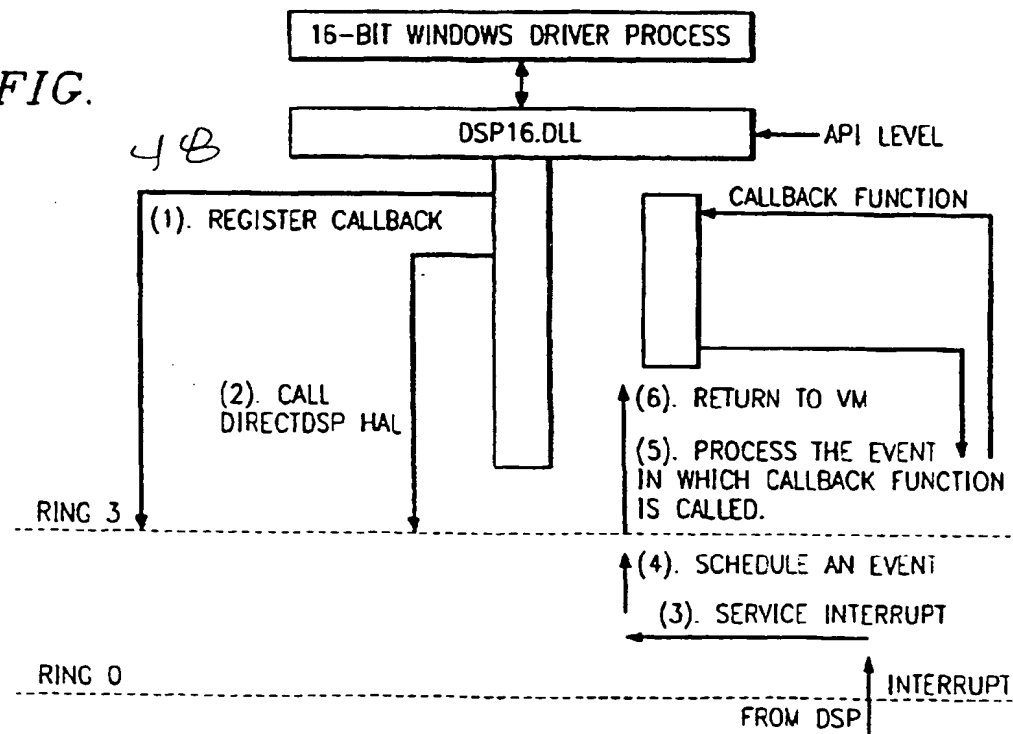 16-BIT WINDOWS DRIVER PROCESS
FIG.
48
DSP16.DLL
API LEVEL
CALLBACK FUNCTION
(1). REGISTER CALLBACK
(2). CALL
DIRECTDSP HAL
(6). RETURN TO VM
(5). PROCESS THE EVENT
IN WHICH CALLBACK FUNCTION
IS CALLED.
RING 3
(4). SCHEDULE AN EVENT
(3). SERVICE INTERRUPT
RING 0
INTERRUPT
FROM DSP